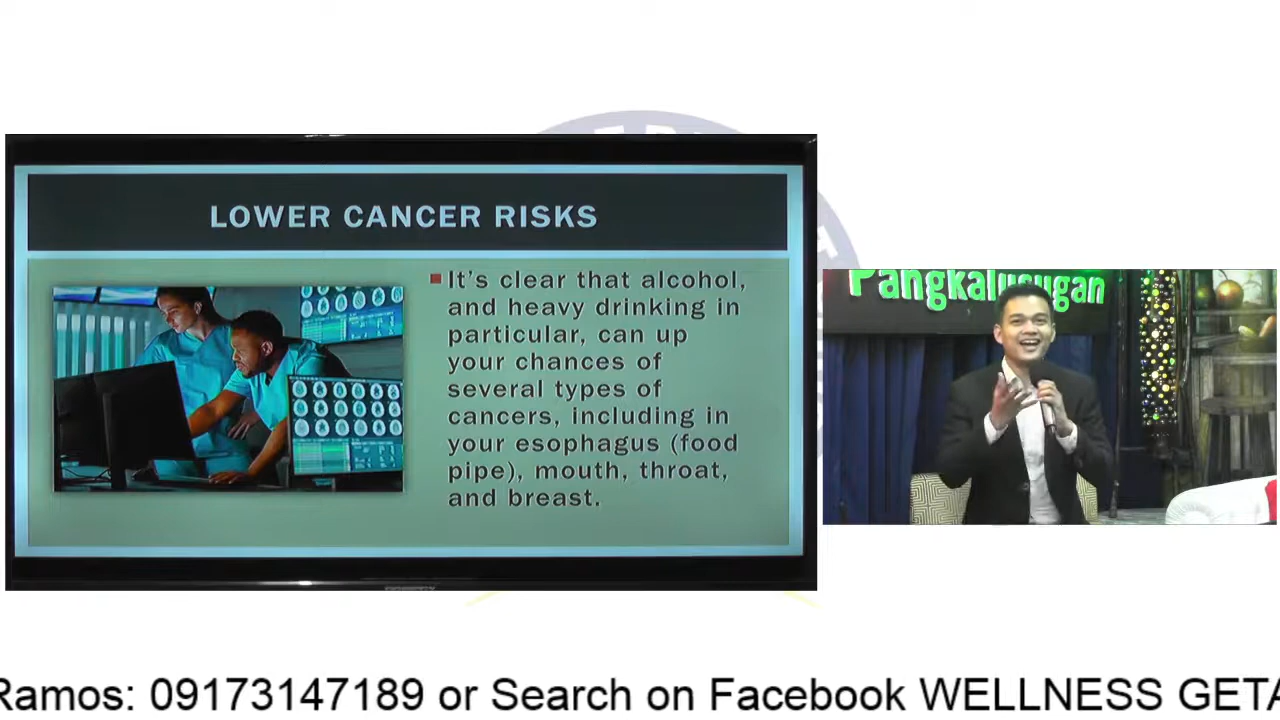 LOWER CANCER RISKS
It's clear that alcohol,
and heavy drinking in
particular, can up
your chances of
several types of
cancers, including in
your esophagus (food
pipe), mouth, throat,
and breast.
Pangkalusugan
Ramos: 09173147189 or Search on Facebook WELLNESS GETA